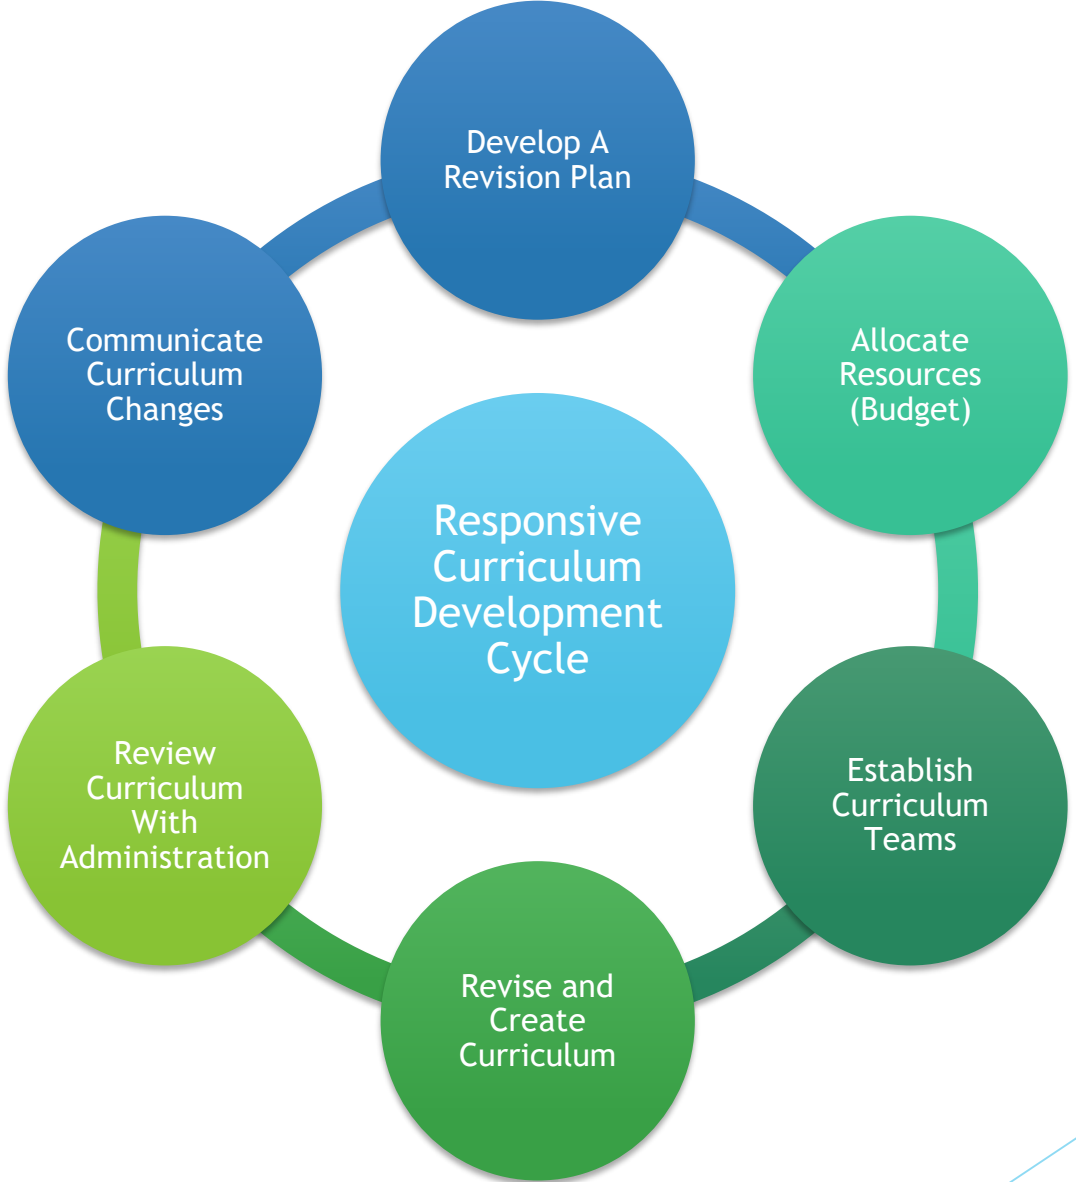 Develop A
Revision Plan
Allocate
Resources
(Budget)
Establish
Curriculum
Teams
Revise and
Create
Curriculum
Review
Curriculum
With
Administration
Communicate
Curriculum
Changes
Responsive
Curriculum
Development
Cycle